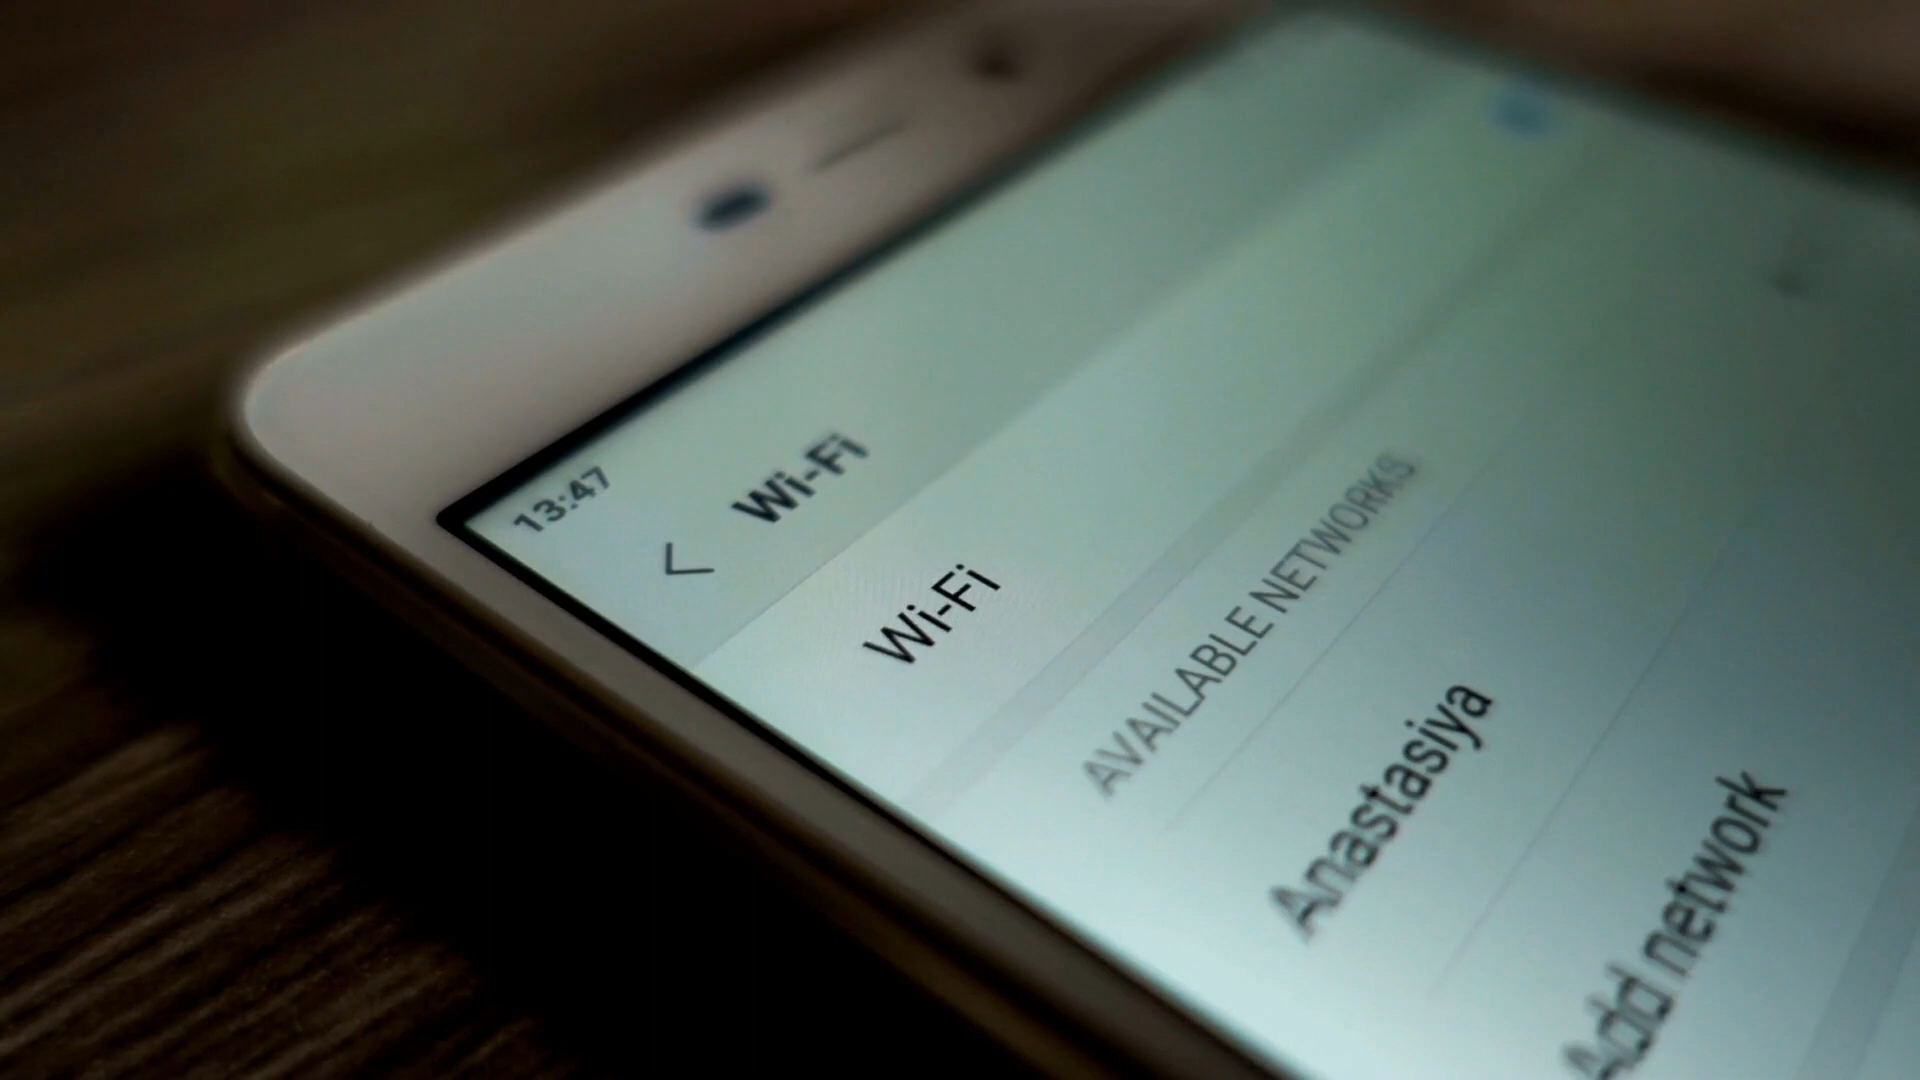 13:47
Wi-Fi
Wi-Fi
AVAILABLE NETWORKS
Anastasiya
Add network